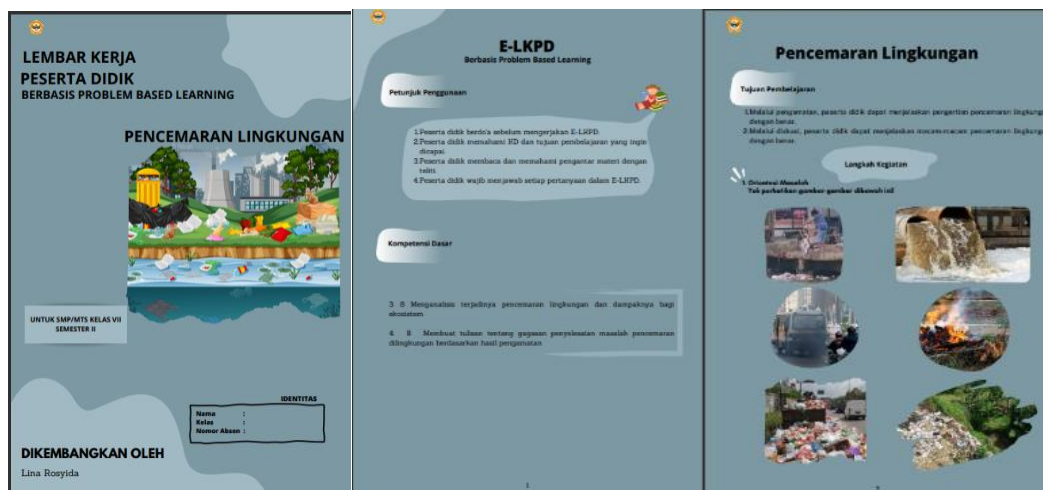 LEMBAR KERJA
PESERTA DIDIK
BERBASIS PROBLEM BASED LEARNING
PENCEMARAN LINGKUNGAN
UNTUK SMP/MTS KELAS VII
SEMESTER II
IDENTITAS
Nama :
Kelas :
Nomor Absen :
DIKEMBANGKAN OLEH
Lina Rosyida
E-LKPD
Berbasis Problem Based Learning
Petunjuk Penggunaan
1.Peserta didik berdo'a sebelum mengerjakan E-LKPD.
2.Peserta didik memahami KD dan tujuan pembelajaran yang ingin
dicapai.
3.Peserta didik membaca dan memahami pengantar materi dengan
teliti.
4.Peserta didik wajib menjawab setiap pertanyaan dalam E-LKPD.
Kompetensi Dasar
3. 8 Menganalisis terjadinya pencemaran lingkungan dan dampaknya bagi
ekosistem
4. 8. Membuat tulisan tentang gagasan penyelesaian masalah pencemaran
dilingkungan berdasarkan hasil pengamatan
1
Pencemaran Lingkungan
Tujuan Pembelajaran
1.Melalui pengamatan, peserta didik dapat menjelaskan pengertian pencemaran lingkung
dengan benar.
2.Melalui diskusi, peserta didik dapat menjelaskan macam-macam pencemaran lingkung
dengan benar.
Langkah Kegiatan
1. Orientasi Masalah
Yuk perhatikan gambar-gambar dibawah ini!